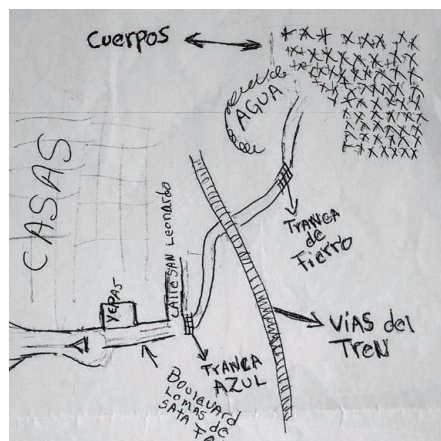 Cuerpos
AGUA
CASAS
TRANCA
de
Fierro
CALLE SAN LEONARDO
VEPAS
VIAS del
TREN
TRANCA
AZUL
BOULEVARD
LOMAS de
SATA FE